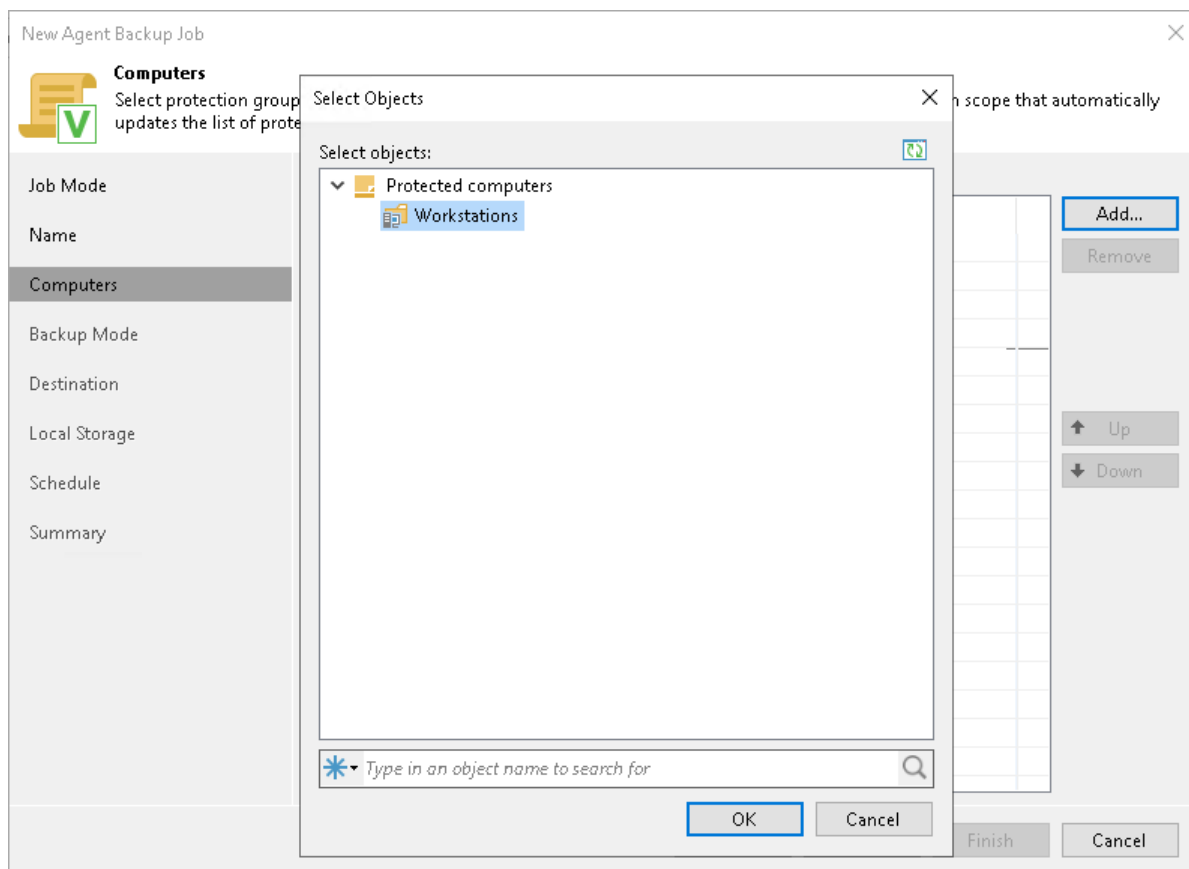 New Agent Backup Job
Computers
Select protection group
n scope that automatically
updates the list of prote
Select Objects
Select objects:
Protected computers
Workstations
Job Mode
Name
Computers
Backup Mode
Destination
Local Storage
Schedule
Summary
Add...
Remove
Up
Down
Type in an object name to search for
OK
Cancel
Finish
Cancel